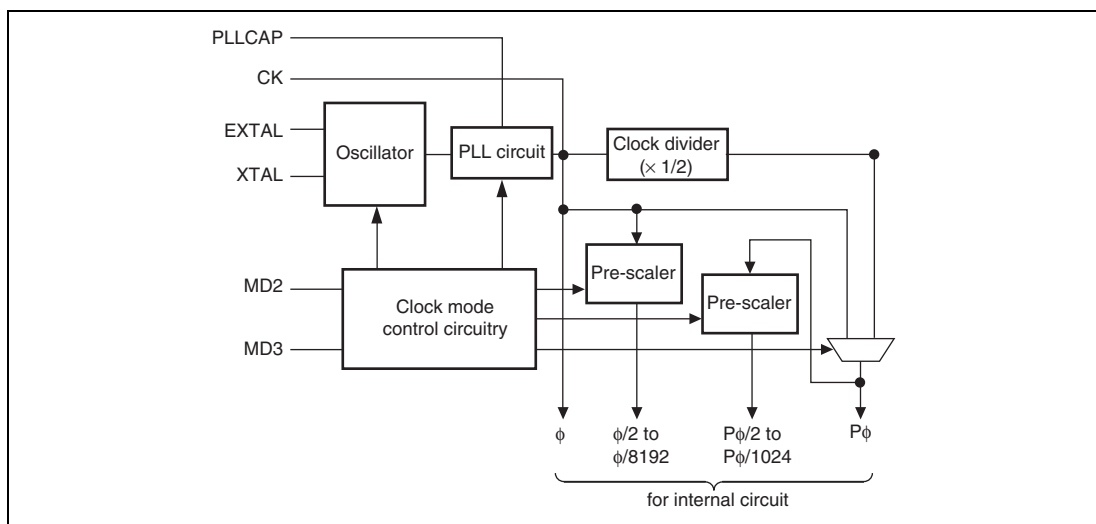 PLLCAP
CK
EXTAL
XTAL
Oscillator
PLL circuit
Clock divider
(× 1/2)
MD2
MD3
Clock mode
control circuitry
Pre-scaler
Pre-scaler
ϕ
ϕ/2 to
ϕ/8192
Pϕ/2 to
Pϕ/1024
Pϕ
for internal circuit